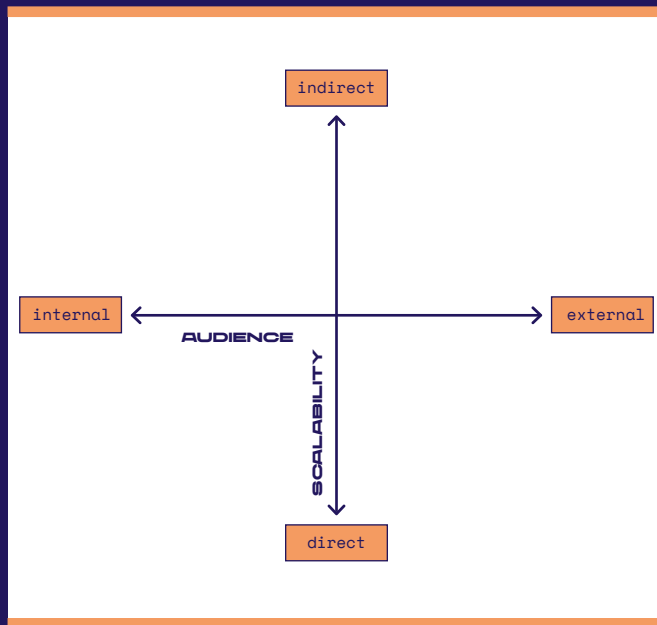 indirect
internal
external
AUDIENCE
SCALABILITY
direct